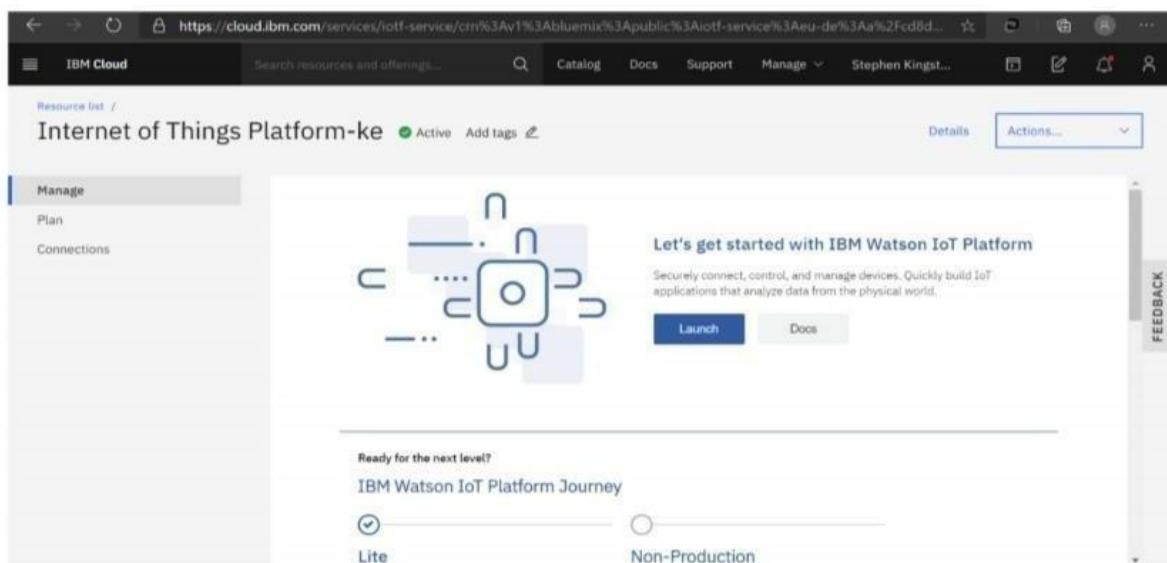 https://cloud.ibm.com/services/iotf-service/crn%3Av1%3Abluemix%3Apublic%3Aiotf-service%3Aeu-de%3Aa%2Fcd8d...
IBM Cloud Search resources and offerings... Catalog Docs Support Manage Stephen Kingst...
Resource list /
Internet of Things Platform-ke Active Add tags Details Actions...
Manage
Plan
Connections
Let's get started with IBM Watson IoT Platform
Securely connect, control, and manage devices. Quickly build IoT
applications that analyze data from the physical world.
Launch Docs
FEEDBACK
Ready for the next level?
IBM Watson IoT Platform Journey
Lite Non-Production